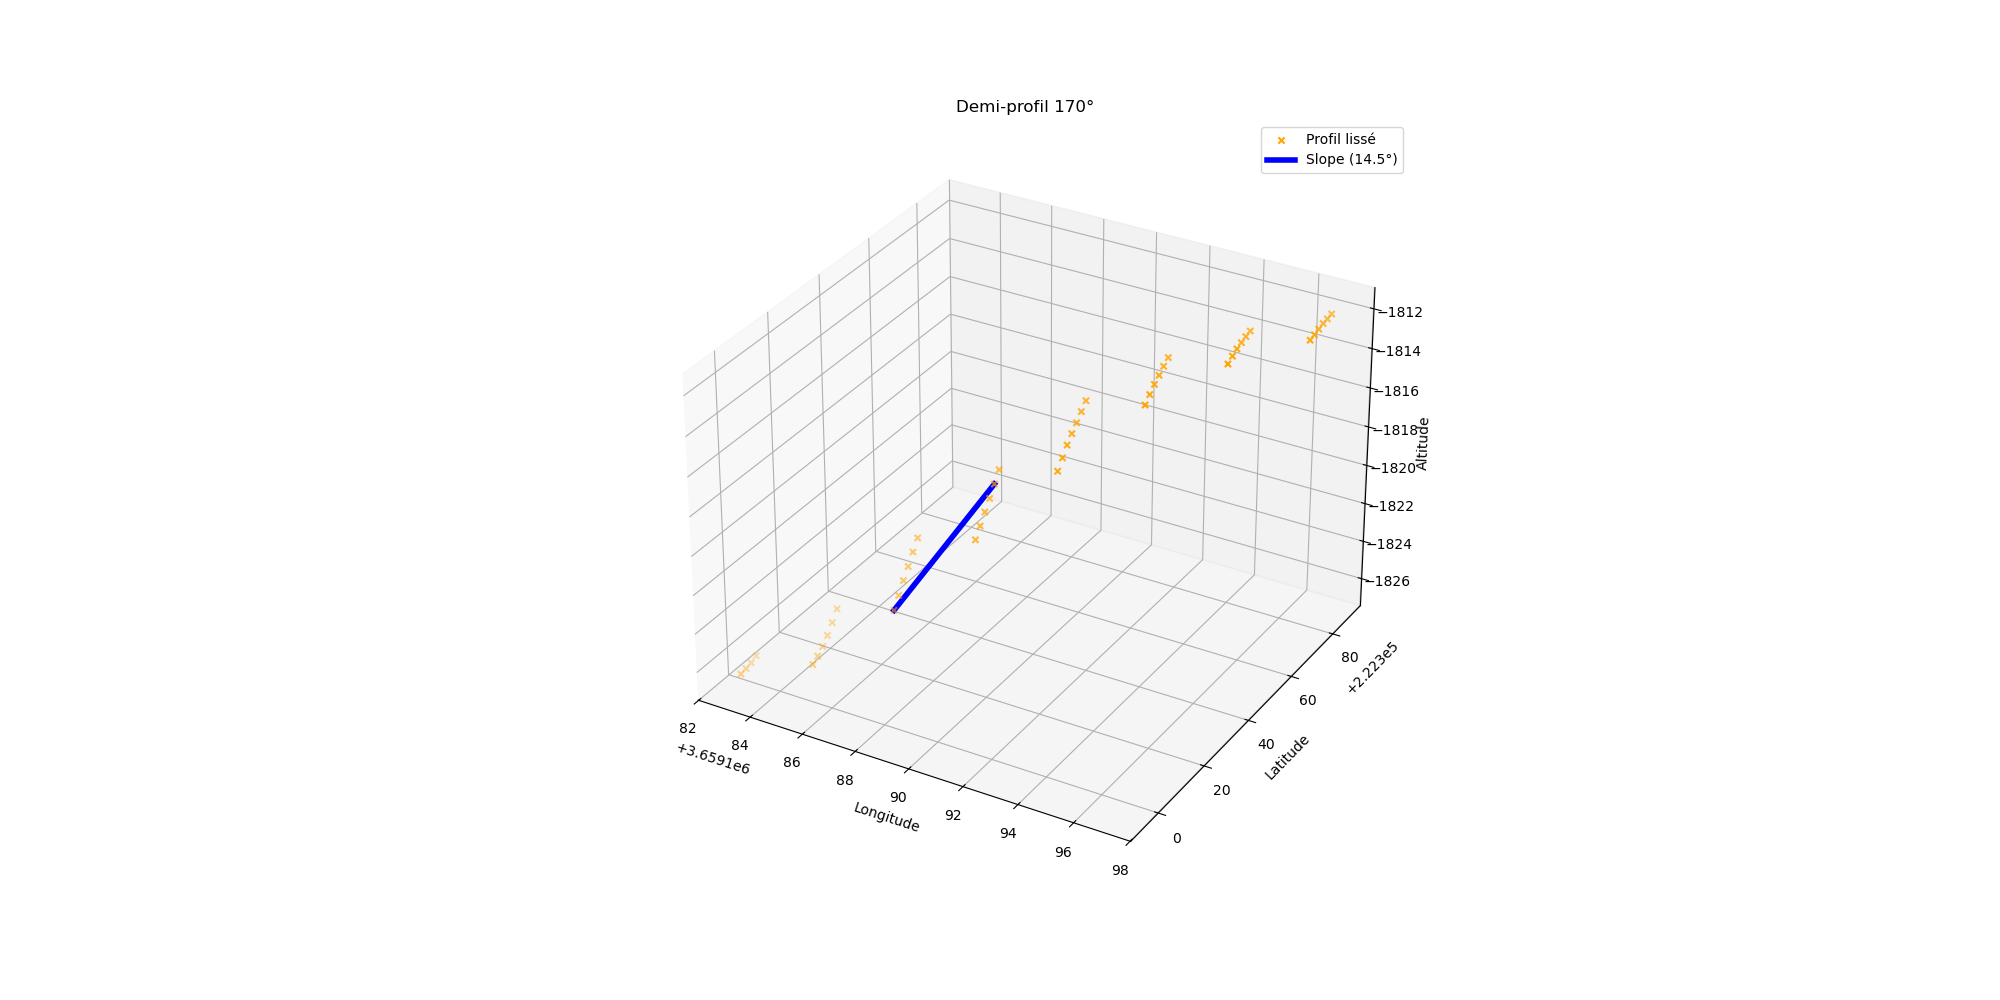 Demi-profil 170°
Profil lissé
Slope (14.5°)
−1812
−1814
−1816
−1818
−1820
−1822
−1824
−1826
Altitude
80
60
40
20
0
+2.223e5
Latitude
82
84
86
88
90
92
94
96
98
+3.6591e6
Longitude